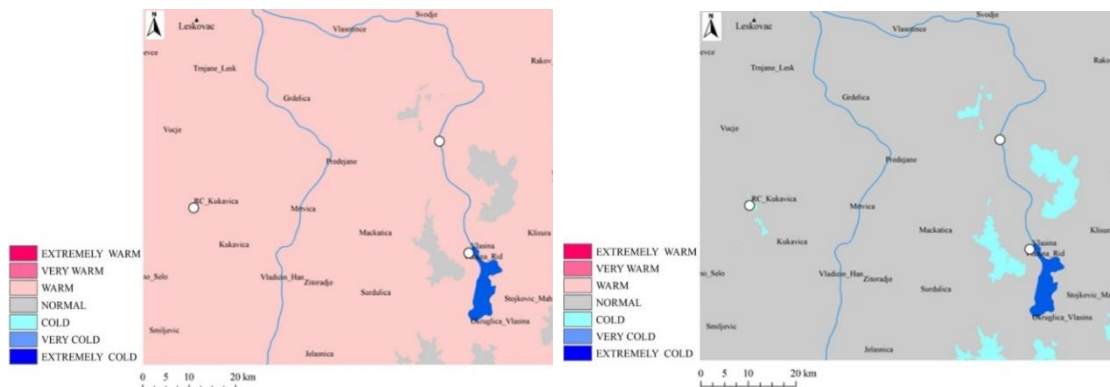 N
Leskovac
Svodje
Vlasotince
Rakov
Trnjane_Lesk
Grdelica
Vucje
Predejane
RC_Kukavica
Mrtvica
Mackatica
Klisura
Kukavica
Vlasina
Vladicin_Han
Zitoradje
Surdulica
Stojkovic_Mah
Okruglica_Vlasina
Smiljevic
Jelasnica
no_Selo
EXTREMELY WARM
VERY WARM
WARM
NORMAL
COLD
VERY COLD
EXTREMELY COLD
0 5 10 20 km
N
Leskovac
Svodje
Vlasotince
Rakov
Trnjane_Lesk
Grdelica
Vucje
Predejane
RC_Kukavica
Mrtvica
Mackatica
Klisura
Kukavica
Vlasina
Vladicin_Han
Zitoradje
Surdulica
Stojkovic_Mah
Okruglica_Vlasina
Smiljevic
Jelasnica
no_Selo
EXTREMELY WARM
VERY WARM
WARM
NORMAL
COLD
VERY COLD
EXTREMELY COLD
0 5 10 20 km